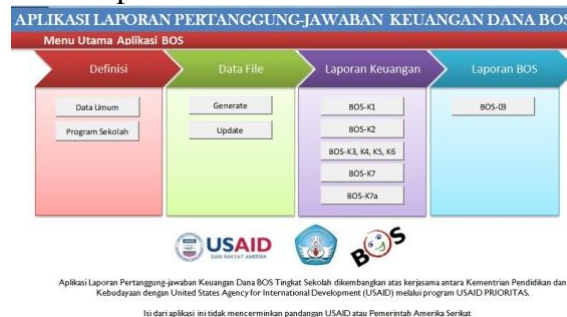 APLIKASI LAPORAN PERTANGGUNG-JAWABAN KEUANGAN DANA BOS
Menu Utama Aplikasi BOS
Definisi
Data File
Laporan Keuangan
Laporan BOS
Data Umum
Program Sekolah
Generate
Update
BOS-K1
BOS-K2
BOS-K3, K4, K5, K6
BOS-K7
BOS-K7a
BOS-03
USAID
DARI RAKYAT AMERIKA
BOS
Aplikasi Laporan Pertanggung-jawaban Keuangan Dana BOS Tingkat Sekolah dikembangkan atas kerjasama antara Kementrian Pendidikan dan
Kebudayaan dengan United States Agency for International Development (USAID) melalui program USAID PRIORITAS.
Isi dari aplikasi ini tidak mencerminkan pandangan USAID atau Pemerintah Amerika Serikat